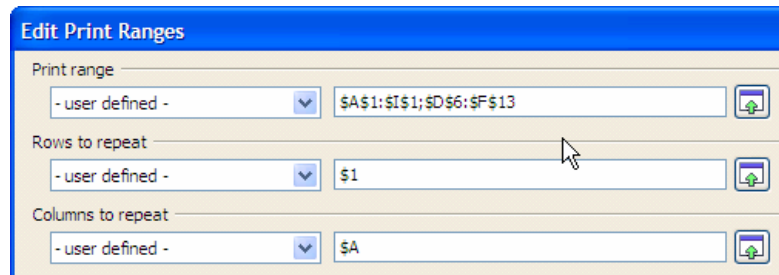 Edit Print Ranges
Print range
- user defined - $A$1:$I$1;$D$6:$F$13
Rows to repeat
- user defined - $1
Columns to repeat
- user defined - $A